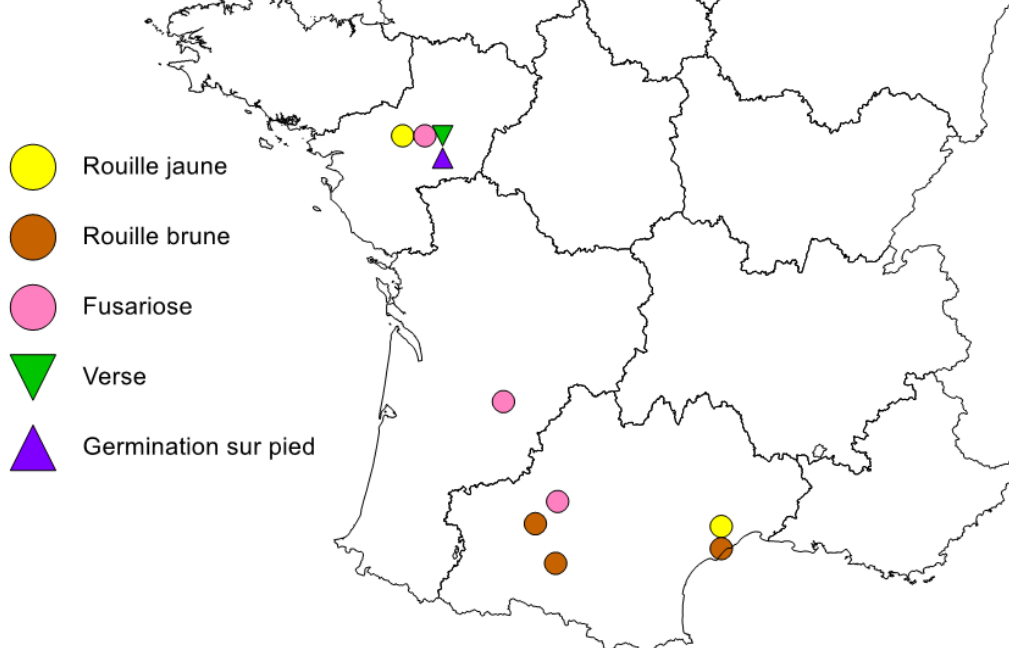 Rouille jaune
Rouille brune
Fusariose
Verse
Germination sur pied